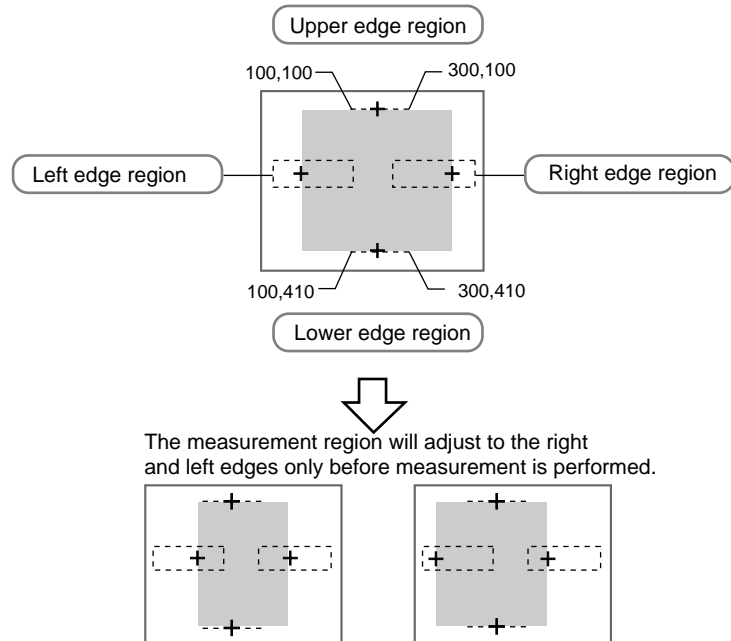 Upper edge region
100,100
300,100
Left edge region
Right edge region
100,410
300,410
Lower edge region
The measurement region will adjust to the right
and left edges only before measurement is performed.